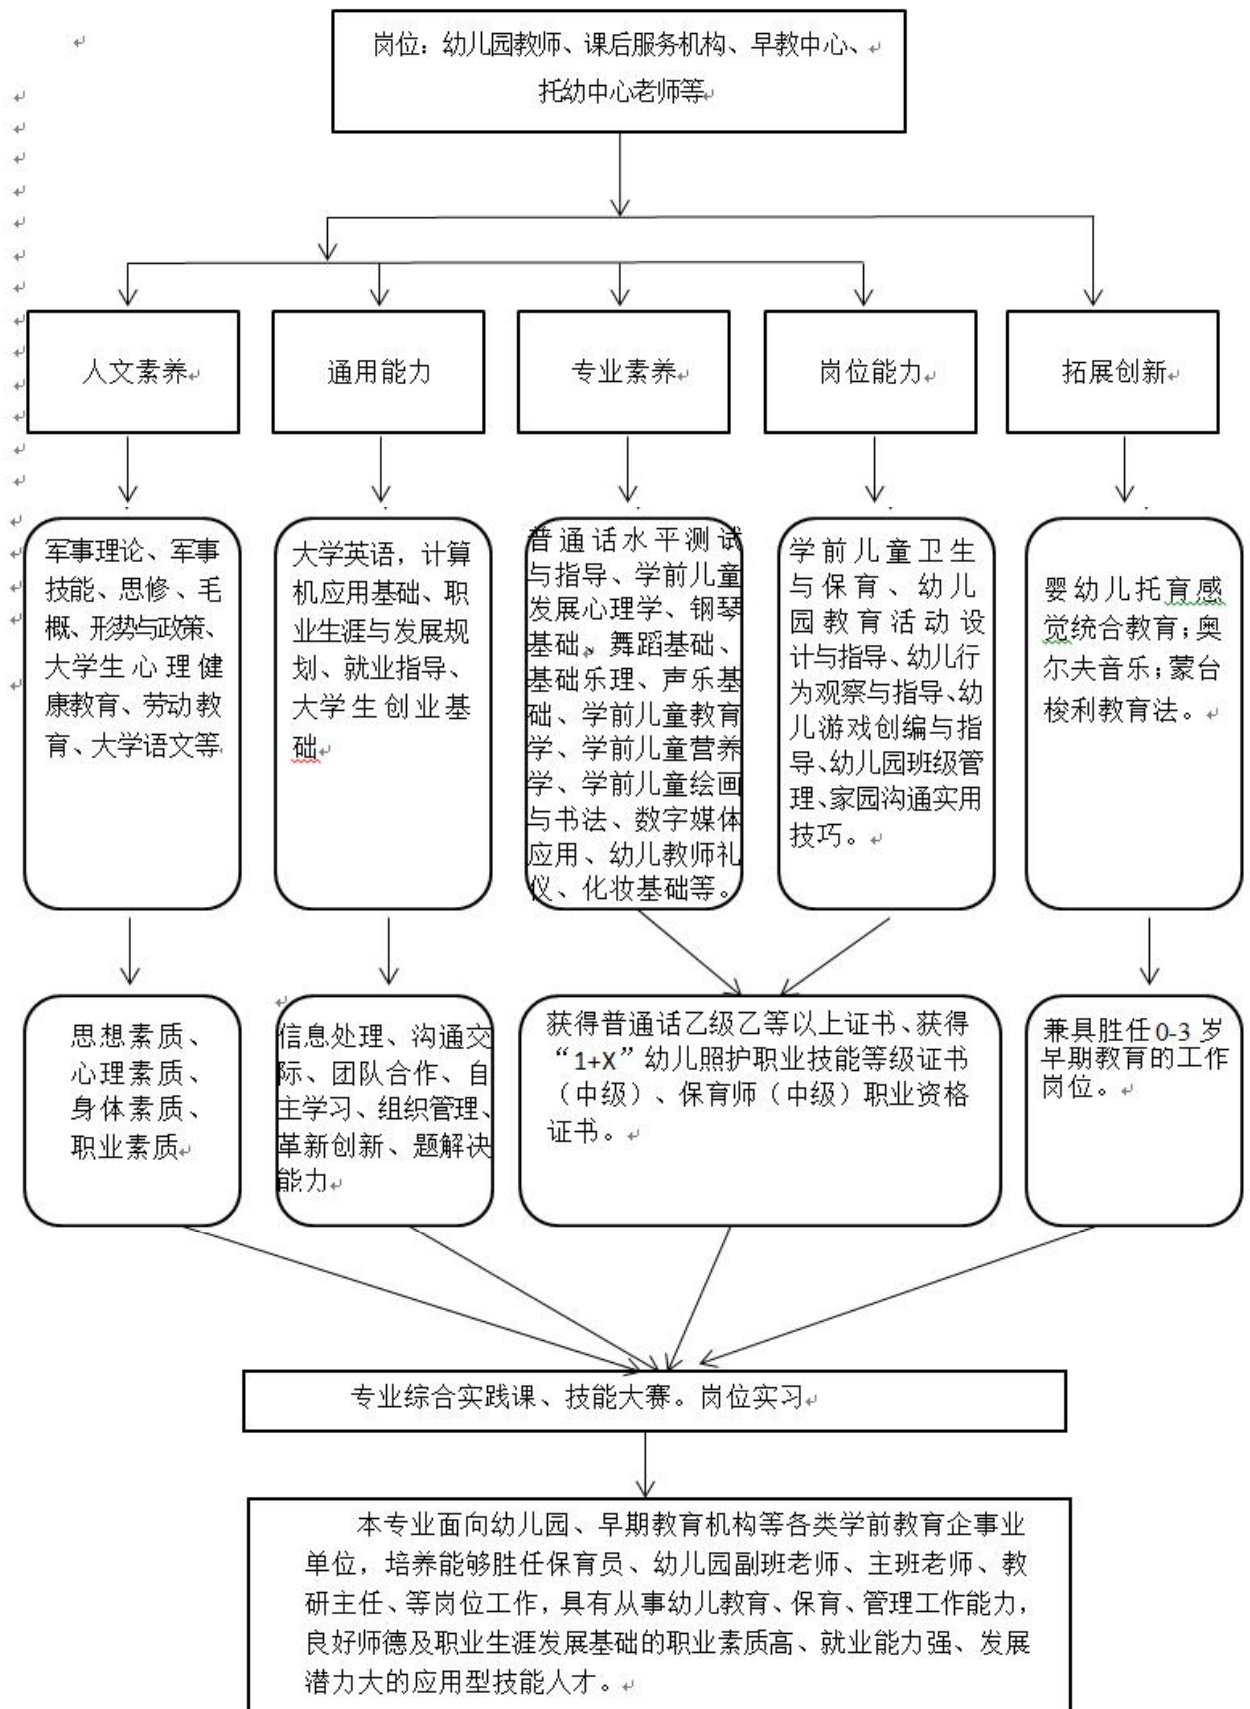 岗位：幼儿园教师、课后服务机构、早教中心、
托幼中心老师等
人文素养
通用能力
专业素养
岗位能力
拓展创新
军事理论、军事
技能、思修、毛
概、形势与政策、
大学生心理健
康教育、劳动教
育、大学语文等
大学英语，计算
机应用基础、职
业生涯与发展规
划、就业指导、
大学生创业基
础
普通话水平测试
与指导、学前儿童
发展心理学、钢琴
基础、舞蹈基础、
基础乐理、声乐基
础、学前儿童教育
学、学前儿童营养
学、学前儿童绘画
与书法、数字媒体
应用、幼儿教师礼
仪、化妆基础等。
学前儿童卫生
与保育、幼儿
园教育活动设
计与指导、幼儿行
为观察与指导、幼
儿游戏创编与指
导、幼儿园班级管
理、家园沟通实用
技巧。
婴幼儿托育感
觉统合教育；奥
尔夫音乐；蒙台
梭利教育法。
思想素质、
心理素质、
身体素质、
职业素质
信息处理、沟通交
际、团队合作、自
主学习、组织管理、
革新创新、题解决
能力
获得普通话乙级乙等以上证书、获得
“1+X”幼儿照护职业技能等级证书
（中级）、保育师（中级）职业资格
证书。
兼具胜任 0-3 岁
早期教育的工作
岗位。
专业综合实践课、技能大赛。岗位实习
本专业面向幼儿园、早期教育机构等各类学前教育企事业
单位，培养能够胜任保育员、幼儿园副班老师、主班老师、教
研主任、等岗位工作，具有从事幼儿教育、保育、管理工作能力，
良好师德及职业生涯发展基础的职业素质高、就业能力强、发展
潜力大的应用型技能人才。